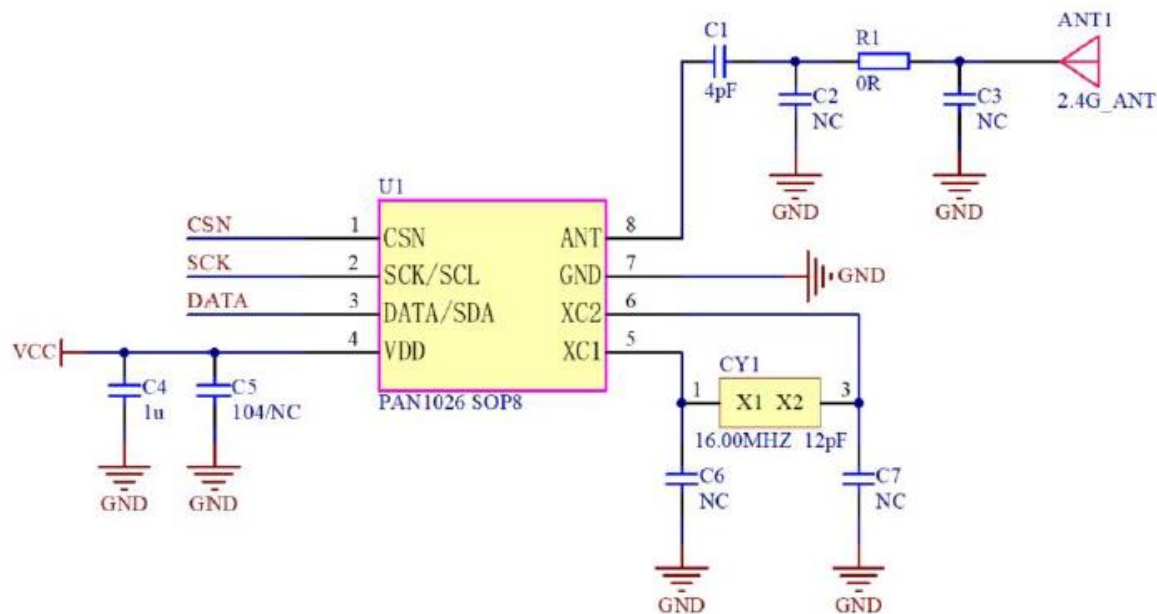 ANT1
C1
R1
4pF
C2
NC
0R
C3
NC
2.4G_ANT
GND
GND
U1
CSN
1
CSN
ANT
8
SCK
2
SCK/SCL
GND
7
GND
DATA
3
DATA/SDA
XC2
6
VCC
4
VDD
XC1
5
PAN1026 SOP8
CY1
1
X1 X2
3
16.00MHZ 12pF
C4
1u
C5
104/NC
GND
GND
C6
NC
C7
NC
GND
GND